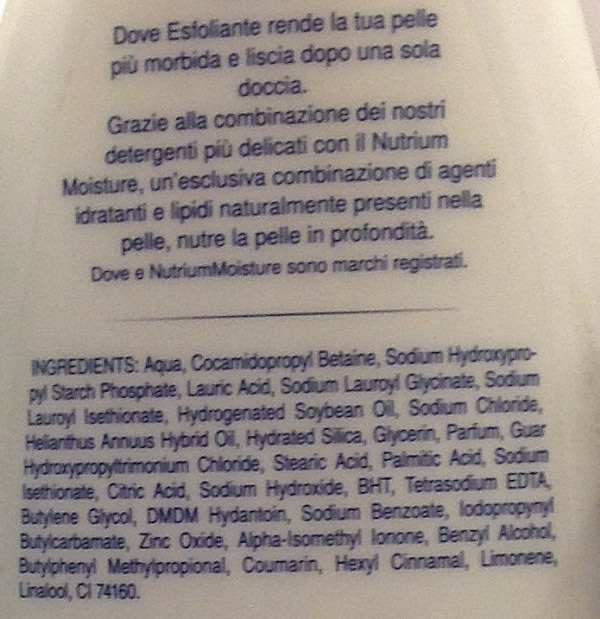 Dove Esfoliante rende la tua pelle
più morbida e liscia dopo una sola
doccia.
Grazie alla combinazione dei nostri
detergenti più delicati con il Nutrium
Moisture, un'esclusiva combinazione di agenti
idratanti e lipidi naturalmente presenti nella
pelle, nutre la pelle in profondità.
Dove e NutriumMoisture sono marchi registrati.
INGREDIENTS: Aqua, Cocamidopropyl Betaine, Sodium Hydroxypro-
pyl Starch Phosphate, Lauric Acid, Sodium Lauroyl Glycinate, Sodium
Lauroyl Isethionate, Hydrogenated Soybean Oil, Sodium Chloride,
Helianthus Annuus Hybrid Oil, Hydrated Silica, Glycerin, Parfum, Guar
Hydroxypropyltrimonium Chloride, Stearic Acid, Palmitic Acid, Sodium
Isethionate, Citric Acid, Sodium Hydroxide, BHT, Tetrasodium EDTA,
Butylene Glycol, DMDM Hydantoin, Sodium Benzoate, Iodopropynyl
Butylcarbamate, Zinc Oxide, Alpha-Isomethyl Ionone, Benzyl Alcohol,
Butylphenyl Methylpropional, Coumarin, Hexyl Cinnamal, Limonene,
Linalool, CI 74160.